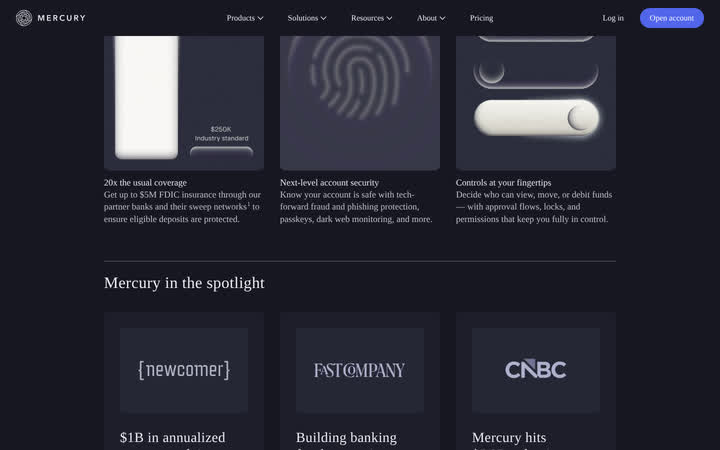 MERCURY
Products
Solutions
Resources
About
Pricing
Log in
Open account
$250K
Industry standard
20x the usual coverage
Get up to $5M FDIC insurance through our
partner banks and their sweep networks¹ to
ensure eligible deposits are protected.
Next-level account security
Know your account is safe with tech-
forward fraud and phishing protection,
passkeys, dark web monitoring, and more.
Controls at your fingertips
Decide who can view, move, or debit funds
— with approval flows, locks, and
permissions that keep you fully in control.
Mercury in the spotlight
{newcomer}
FAST COMPANY
CNBC
$1B in annualized
Building banking
Mercury hits